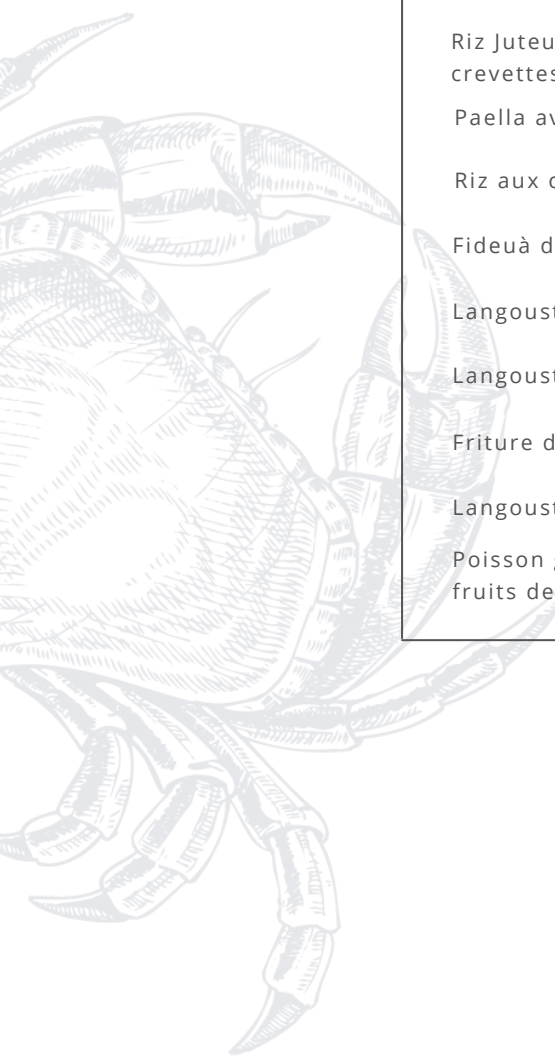 Riz Juteu
crevettes
Paella av
Riz aux
Fideuà d
Langoust
Langoust
Friture d
Langoust
Poisson
fruits de